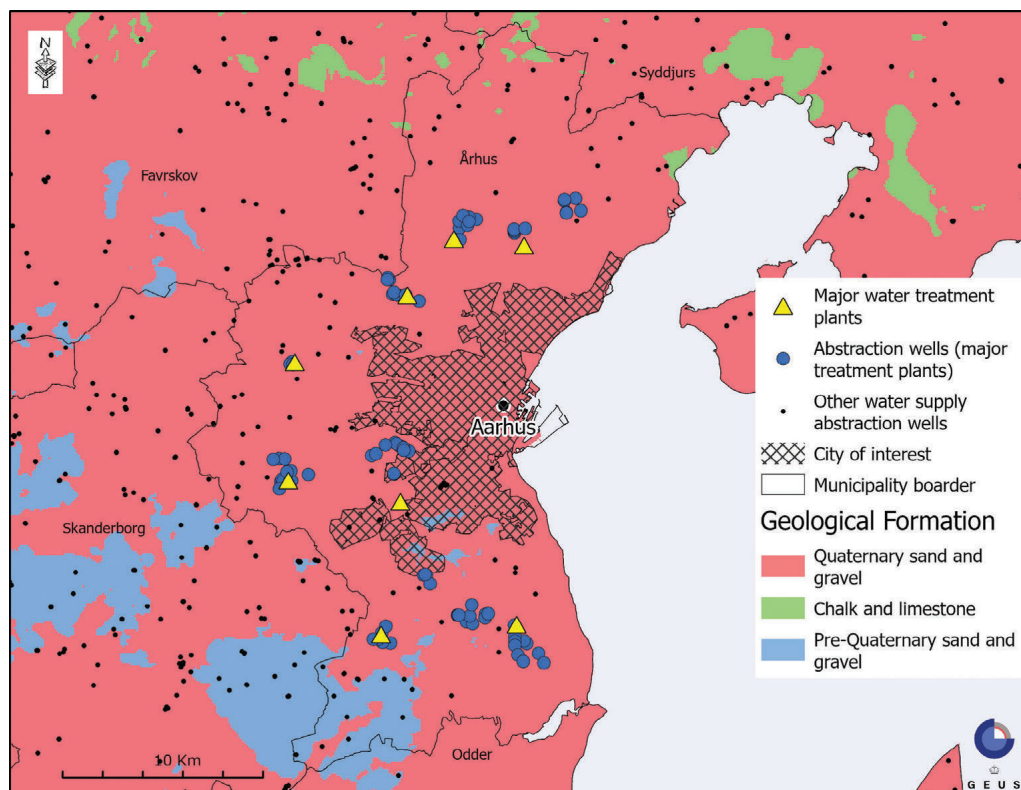 N
Syddjurs
Århus
Favrskov
Aarhus
Skanderborg
Odder
10 Km
Major water treatment
plants
Abstraction wells (major
treatment plants)
Other water supply
abstraction wells
City of interest
Municipality boarder
Geological Formation
Quaternary sand and
gravel
Chalk and limestone
Pre-Quaternary sand and
gravel
G E U S